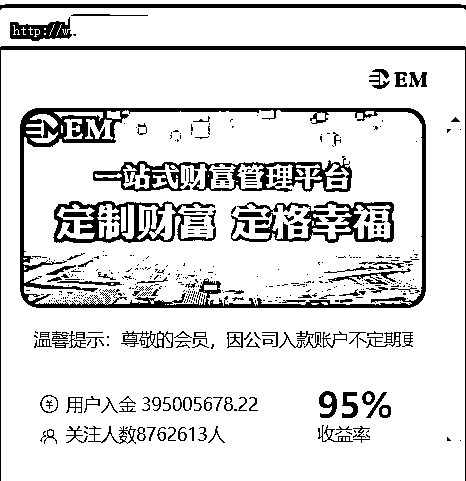 http://w.
EM
EM
一站式财富管理平台
定制财富 定格幸福
温馨提示：尊敬的会员，因公司入款账户不定期更
用户入金 395005678.22
95%
关注人数8762613人
收益率